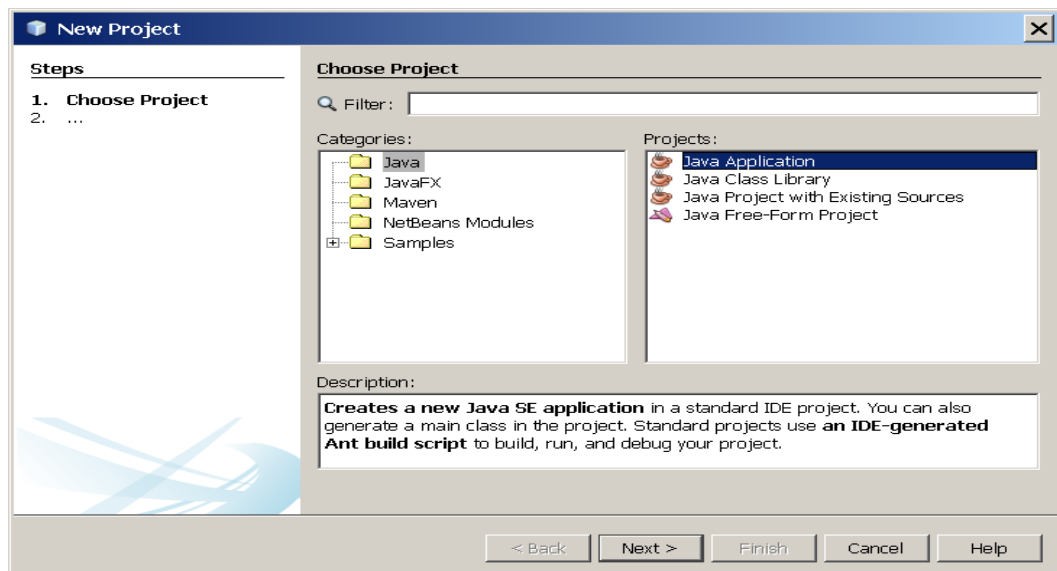 New Project
Steps
1. Choose Project
2. ...
Choose Project
Filter:
Categories:
Java
JavaFX
Maven
NetBeans Modules
Samples
Projects:
Java Application
Java Class Library
Java Project with Existing Sources
Java Free-Form Project
Description:
Creates a new Java SE application in a standard IDE project. You can also
generate a main class in the project. Standard projects use an IDE-generated
Ant build script to build, run, and debug your project.
< Back
Next >
Finish
Cancel
Help